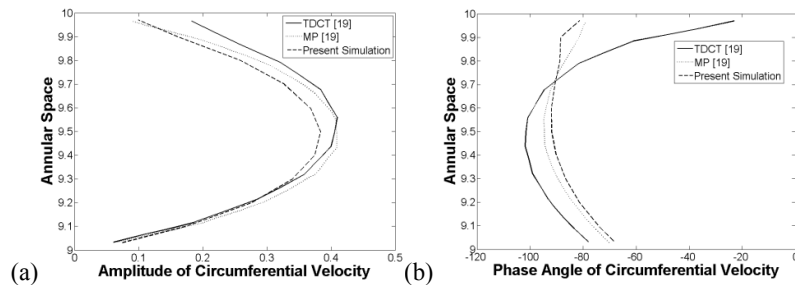 10
9.9
9.8
9.7
9.6
9.5
9.4
9.3
9.2
9.1
9
0 0.1 0.2 0.3 0.4 0.5
Annular Space
Amplitude of Circumferential Velocity
TDCT [19]
MP [19]
Present Simulation
(a)
10
9.9
9.8
9.7
9.6
9.5
9.4
9.3
9.2
9.1
9
-120 -100 -80 -60 -40 -20 0
Annular Space
Phase Angle of Circumferential Velocity
TDCT [19]
MP [19]
Present Simulation
(b)